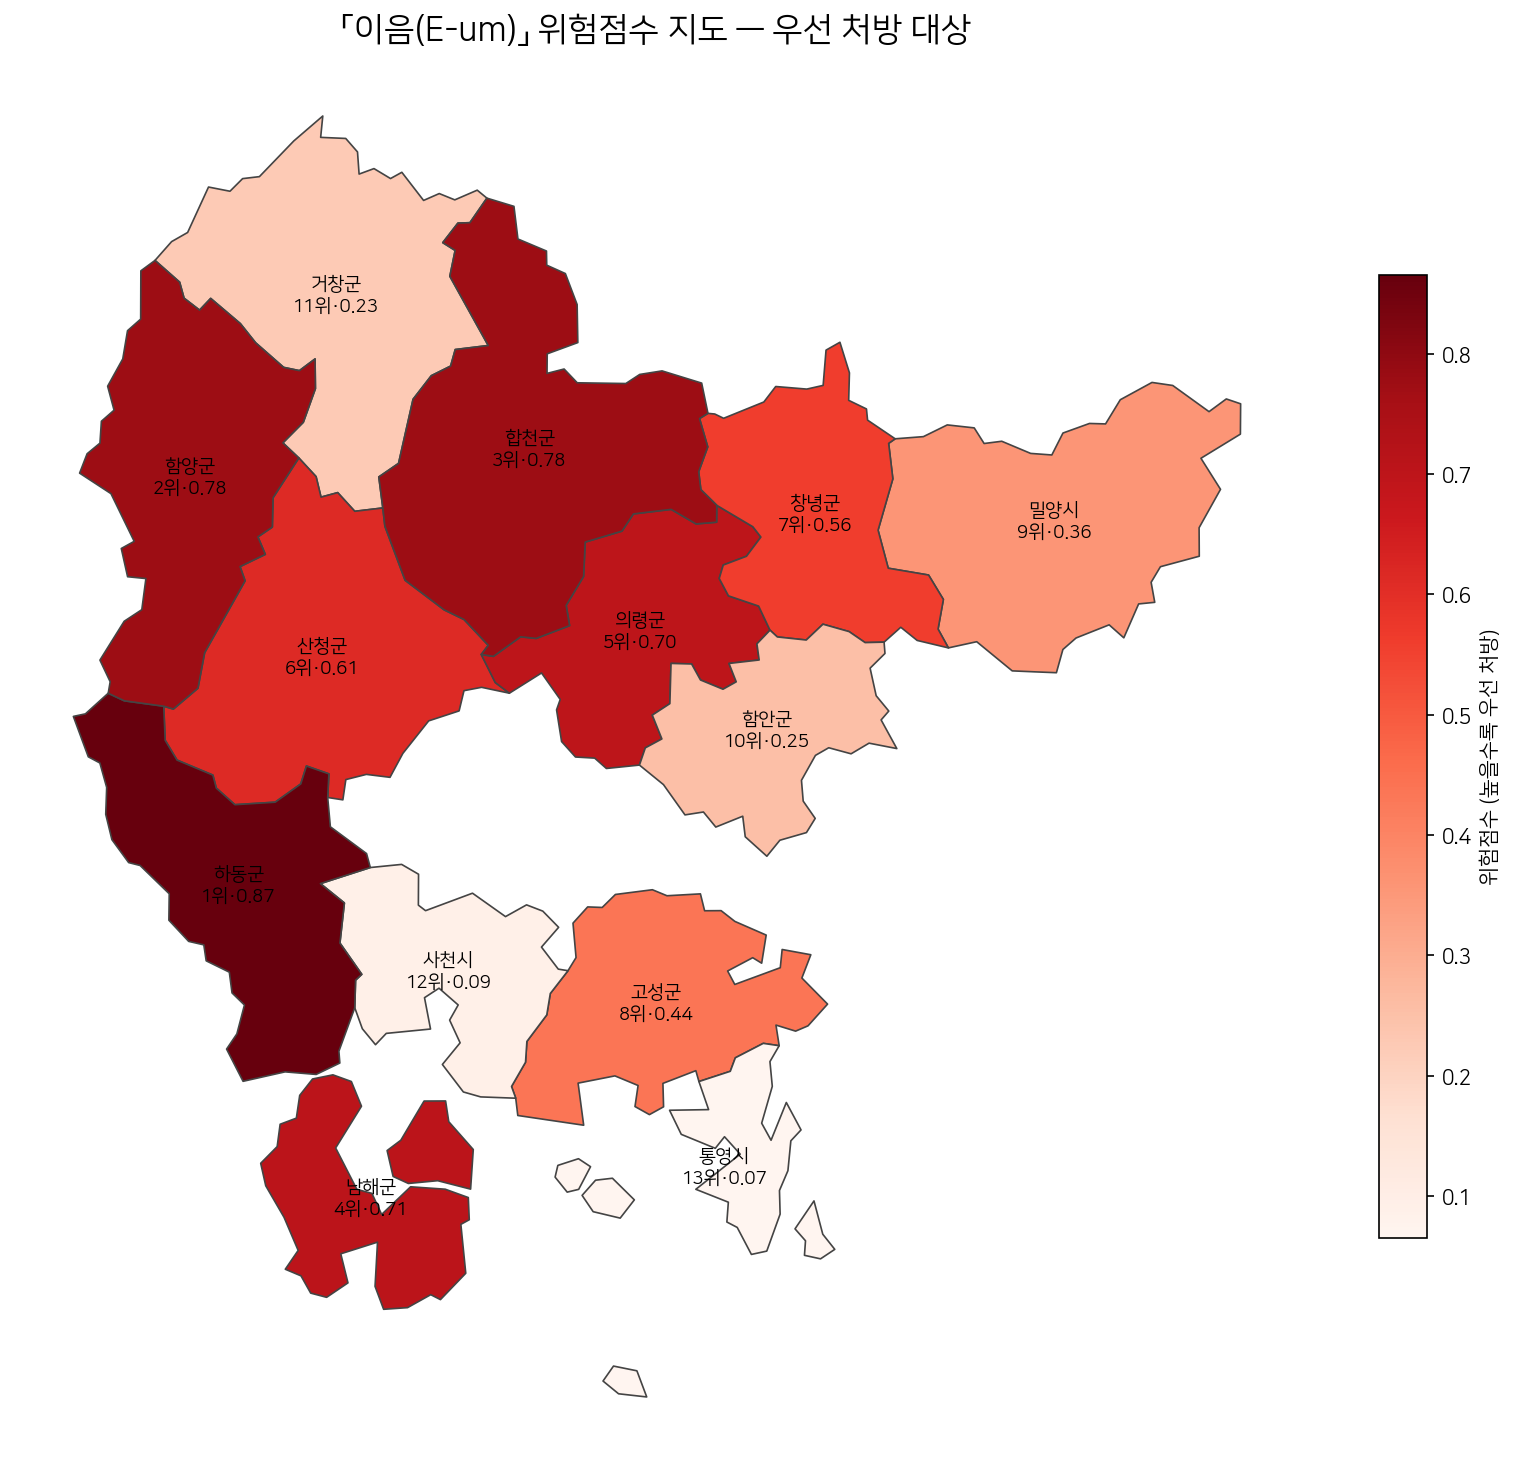 「이음(E-um)」 위험점수 지도 — 우선 처방 대상
거창군
11위·0.23
합천군
3위·0.78
함양군
2위·0.78
창녕군
7위·0.56
밀양시
9위·0.36
의령군
5위·0.70
산청군
6위·0.61
함안군
10위·0.25
하동군
1위·0.87
사천시
12위·0.09
고성군
8위·0.44
통영시
13위·0.07
남해군
4위·0.71
0.8
0.7
0.6
0.5
0.4
0.3
0.2
0.1
위험점수 (높을수록 우선 처방)